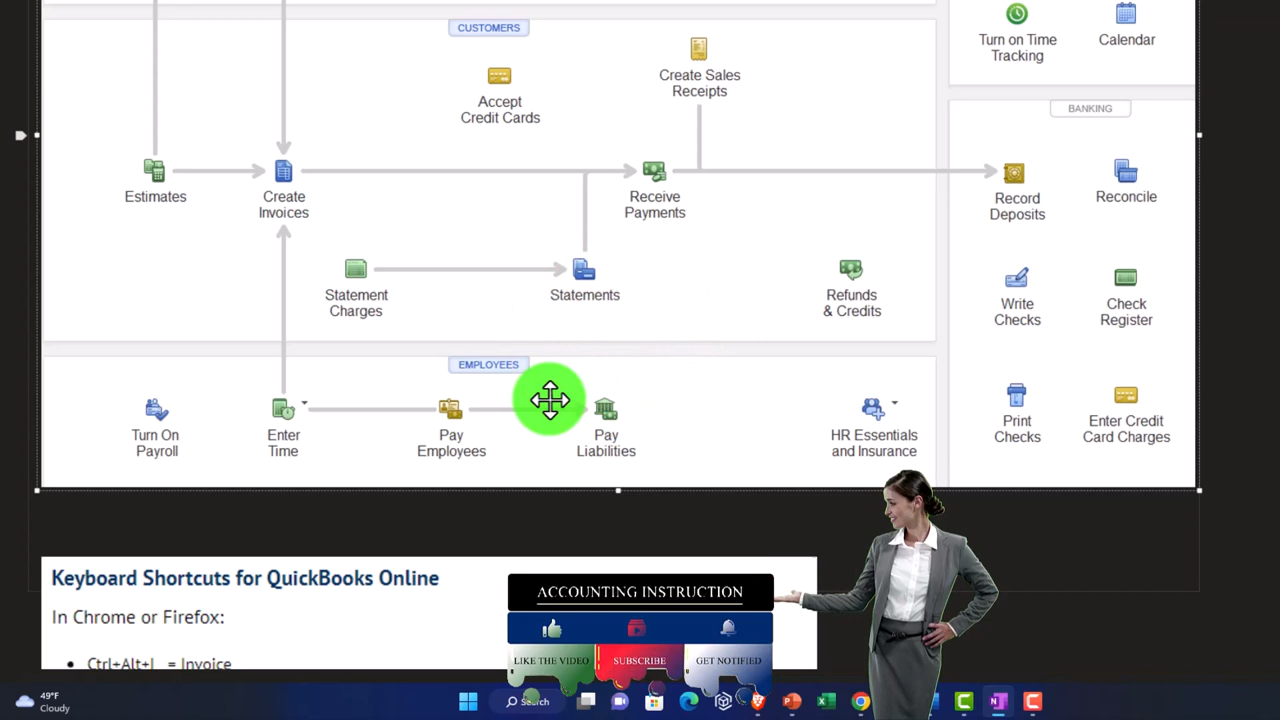 CUSTOMERS
Turn on Time
Tracking
Calendar
Accept
Credit Cards
Create Sales
Receipts
BANKING
Estimates
Create
Invoices
Receive
Payments
Record
Deposits
Reconcile
Statement
Charges
Statements
Refunds
& Credits
Write
Checks
Check
Register
EMPLOYEES
Turn On
Payroll
Enter
Time
Pay
Employees
Pay
Liabilities
HR Essentials
and Insurance
Print
Checks
Enter Credit
Card Charges
Keyboard Shortcuts for QuickBooks Online
In Chrome or Firefox:
Ctrl+Alt+I = Invoice
ACCOUNTING INSTRUCTION
LIKE THE VIDEO
SUBSCRIBE
GET NOTIFIED
49°F
Cloudy
Search